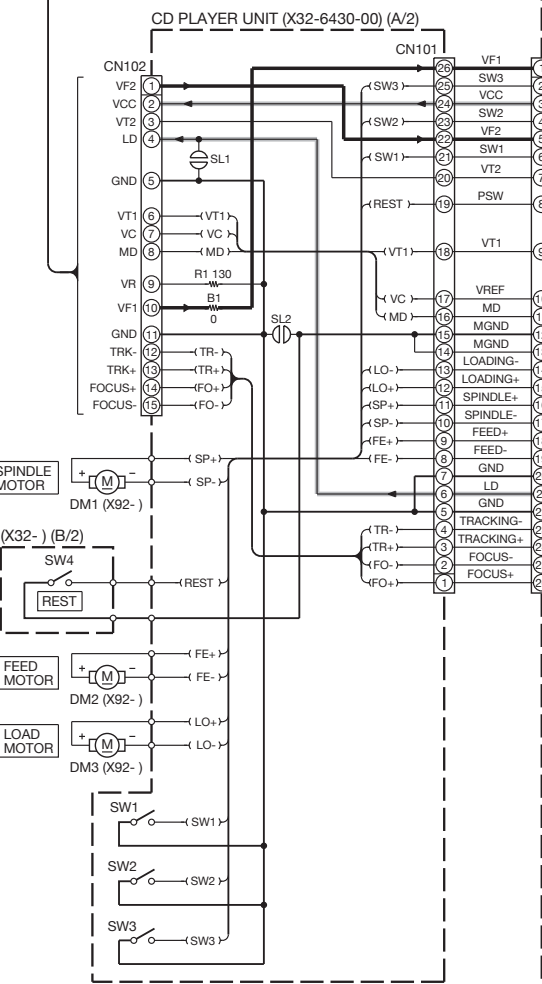 CD PLAYER UNIT (X32-6430-00) (A/2)
CN102
VF2 1
VCC 2
VT2 3
LD 4
SL1
GND 5
VT1 6 (VT1)
VC 7 (VC)
MD 8 (MD)
VR 9 R1 130
VF1 10 B1
0
GND 11 SL2
TRK- 12 (TR-)
TRK+ 13 (TR+)
FOCUS+ 14 (FO+)
FOCUS- 15 (FO-)
CN101
26 VF1
(SW3) 25 SW3
24 VCC
(SW2) 23 SW2
22 VF2
(SW1) 21 SW1
20 VT2
(REST) 19 PSW
(VT1) 18 VT1
(VC) 17 VREF
(MD) 16 MD
15 MGND
14 MGND
(LO-) 13 LOADING-
(LO+) 12 LOADING+
(SP+) 11 SPINDLE+
(SP-) 10 SPINDLE-
(FE+) 9 FEED+
(FE-) 8 FEED-
7 GND
6 LD
5 GND
(TR-) 4 TRACKING-
(TR+) 3 TRACKING+
(FO-) 2 FOCUS-
(FO+) 1 FOCUS+
SPINDLE
MOTOR
+ M -
DM1 (X92- )
(SP+)
(SP-)
(X32- ) (B/2)
SW4
REST
(REST)
FEED
MOTOR
+ M -
DM2 (X92- )
(FE+)
(FE-)
LOAD
MOTOR
+ M -
DM3 (X92- )
(LO+)
(LO-)
SW1
(SW1)
SW2
(SW2)
SW3
(SW3)